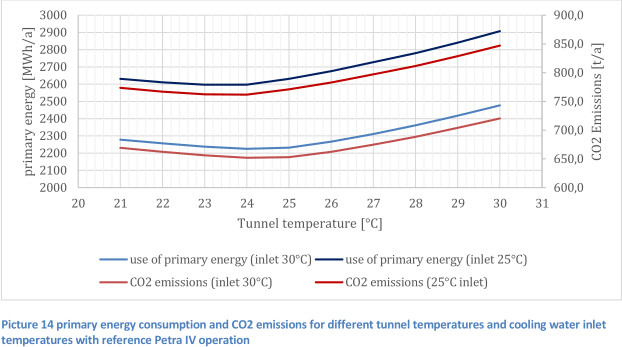 3000
2900
2800
2700
2600
2500
2400
2300
2200
2100
2000
primary energy [MWh/a]
900,0
850,0
800,0
750,0
700,0
650,0
600,0
CO2 Emissions [t/a]
20 21 22 23 24 25 26 27 28 29 30 31
Tunnel temperature [°C]
use of primary energy (inlet 30°C) use of primary energy (inlet 25°C)
CO2 emissions (inlet 30°C) CO2 emissions (25°C inlet)
Picture 14 primary energy consumption and CO2 emissions for different tunnel temperatures and cooling water inlet
temperatures with reference Petra IV operation